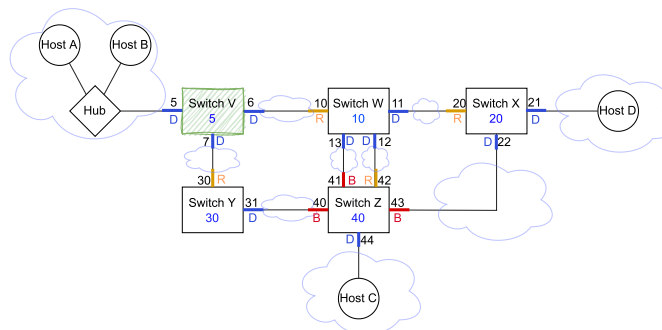 Host A
Host B
Hub
5
D
Switch V
5
6
D
7
D
10
R
Switch W
10
11
D
13
D
D
12
20
R
Switch X
20
21
D
D
22
Host D
30
R
Switch Y
30
31
D
41
B
R
42
40
B
Switch Z
40
43
B
D
44
Host C